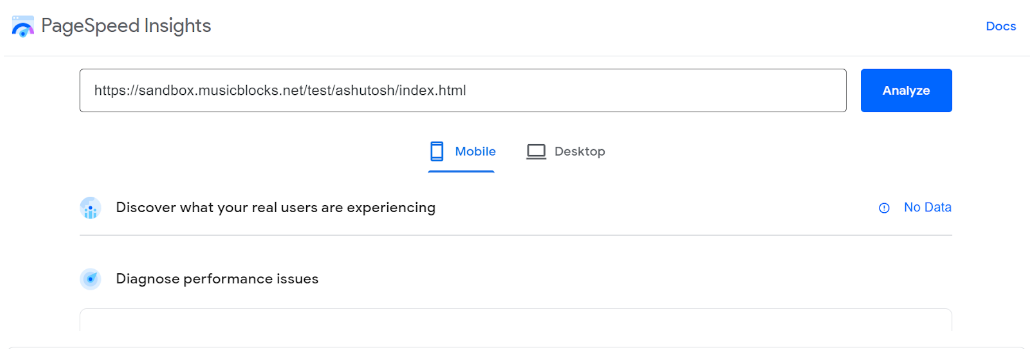 PageSpeed Insights
Docs
https://sandbox.musicblocks.net/test/ashutosh/index.html
Analyze
Mobile
Desktop
Discover what your real users are experiencing
No Data
Diagnose performance issues